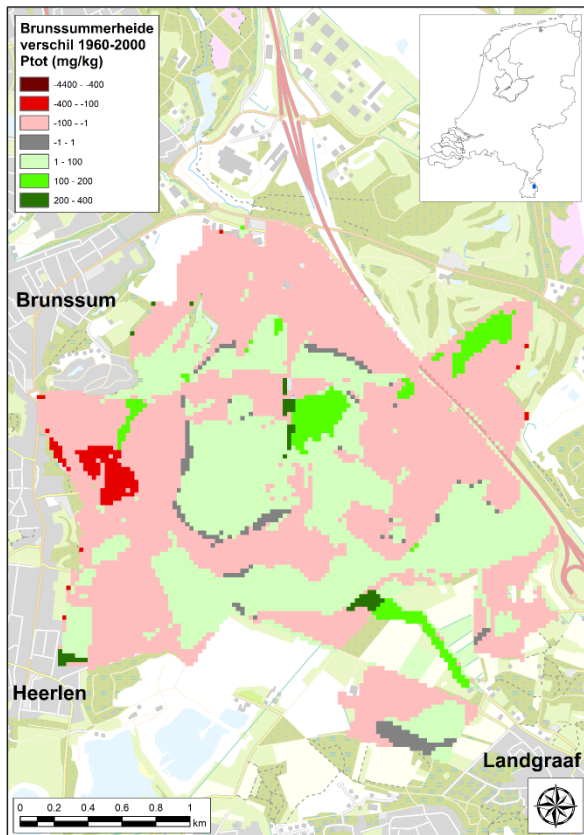 Brunssummerheide
verschil 1960-2000
Ptot (mg/kg)
-4400 - -400
-400 - -100
-100 - -1
-1 - 1
1 - 100
100 - 200
200 - 400
Brunssum
Heerlen
Landgraaf
0 0.2 0.4 0.6 0.8 1
km